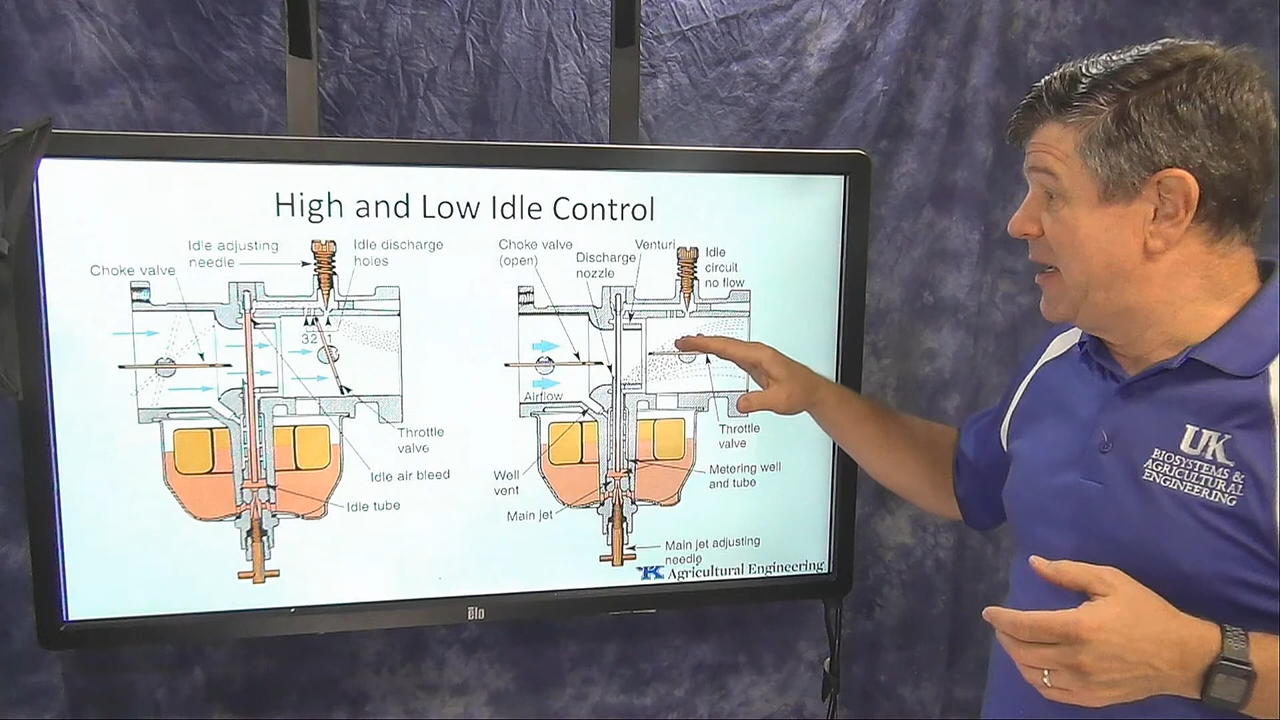 High and Low Idle Control
Idle adjusting
needle
Idle discharge
holes
Choke valve
32 1
Throttle
valve
Idle air bleed
Idle tube
Choke valve
(open)
Discharge
nozzle
Venturi
Idle
circuit
no flow
Airflow
Throttle
valve
Well
vent
Metering well
and tube
Main jet
Main jet adjusting
needle
UK Agricultural Engineering
elo
UK
BIOSYSTEMS &
AGRICULTURAL
ENGINEERING